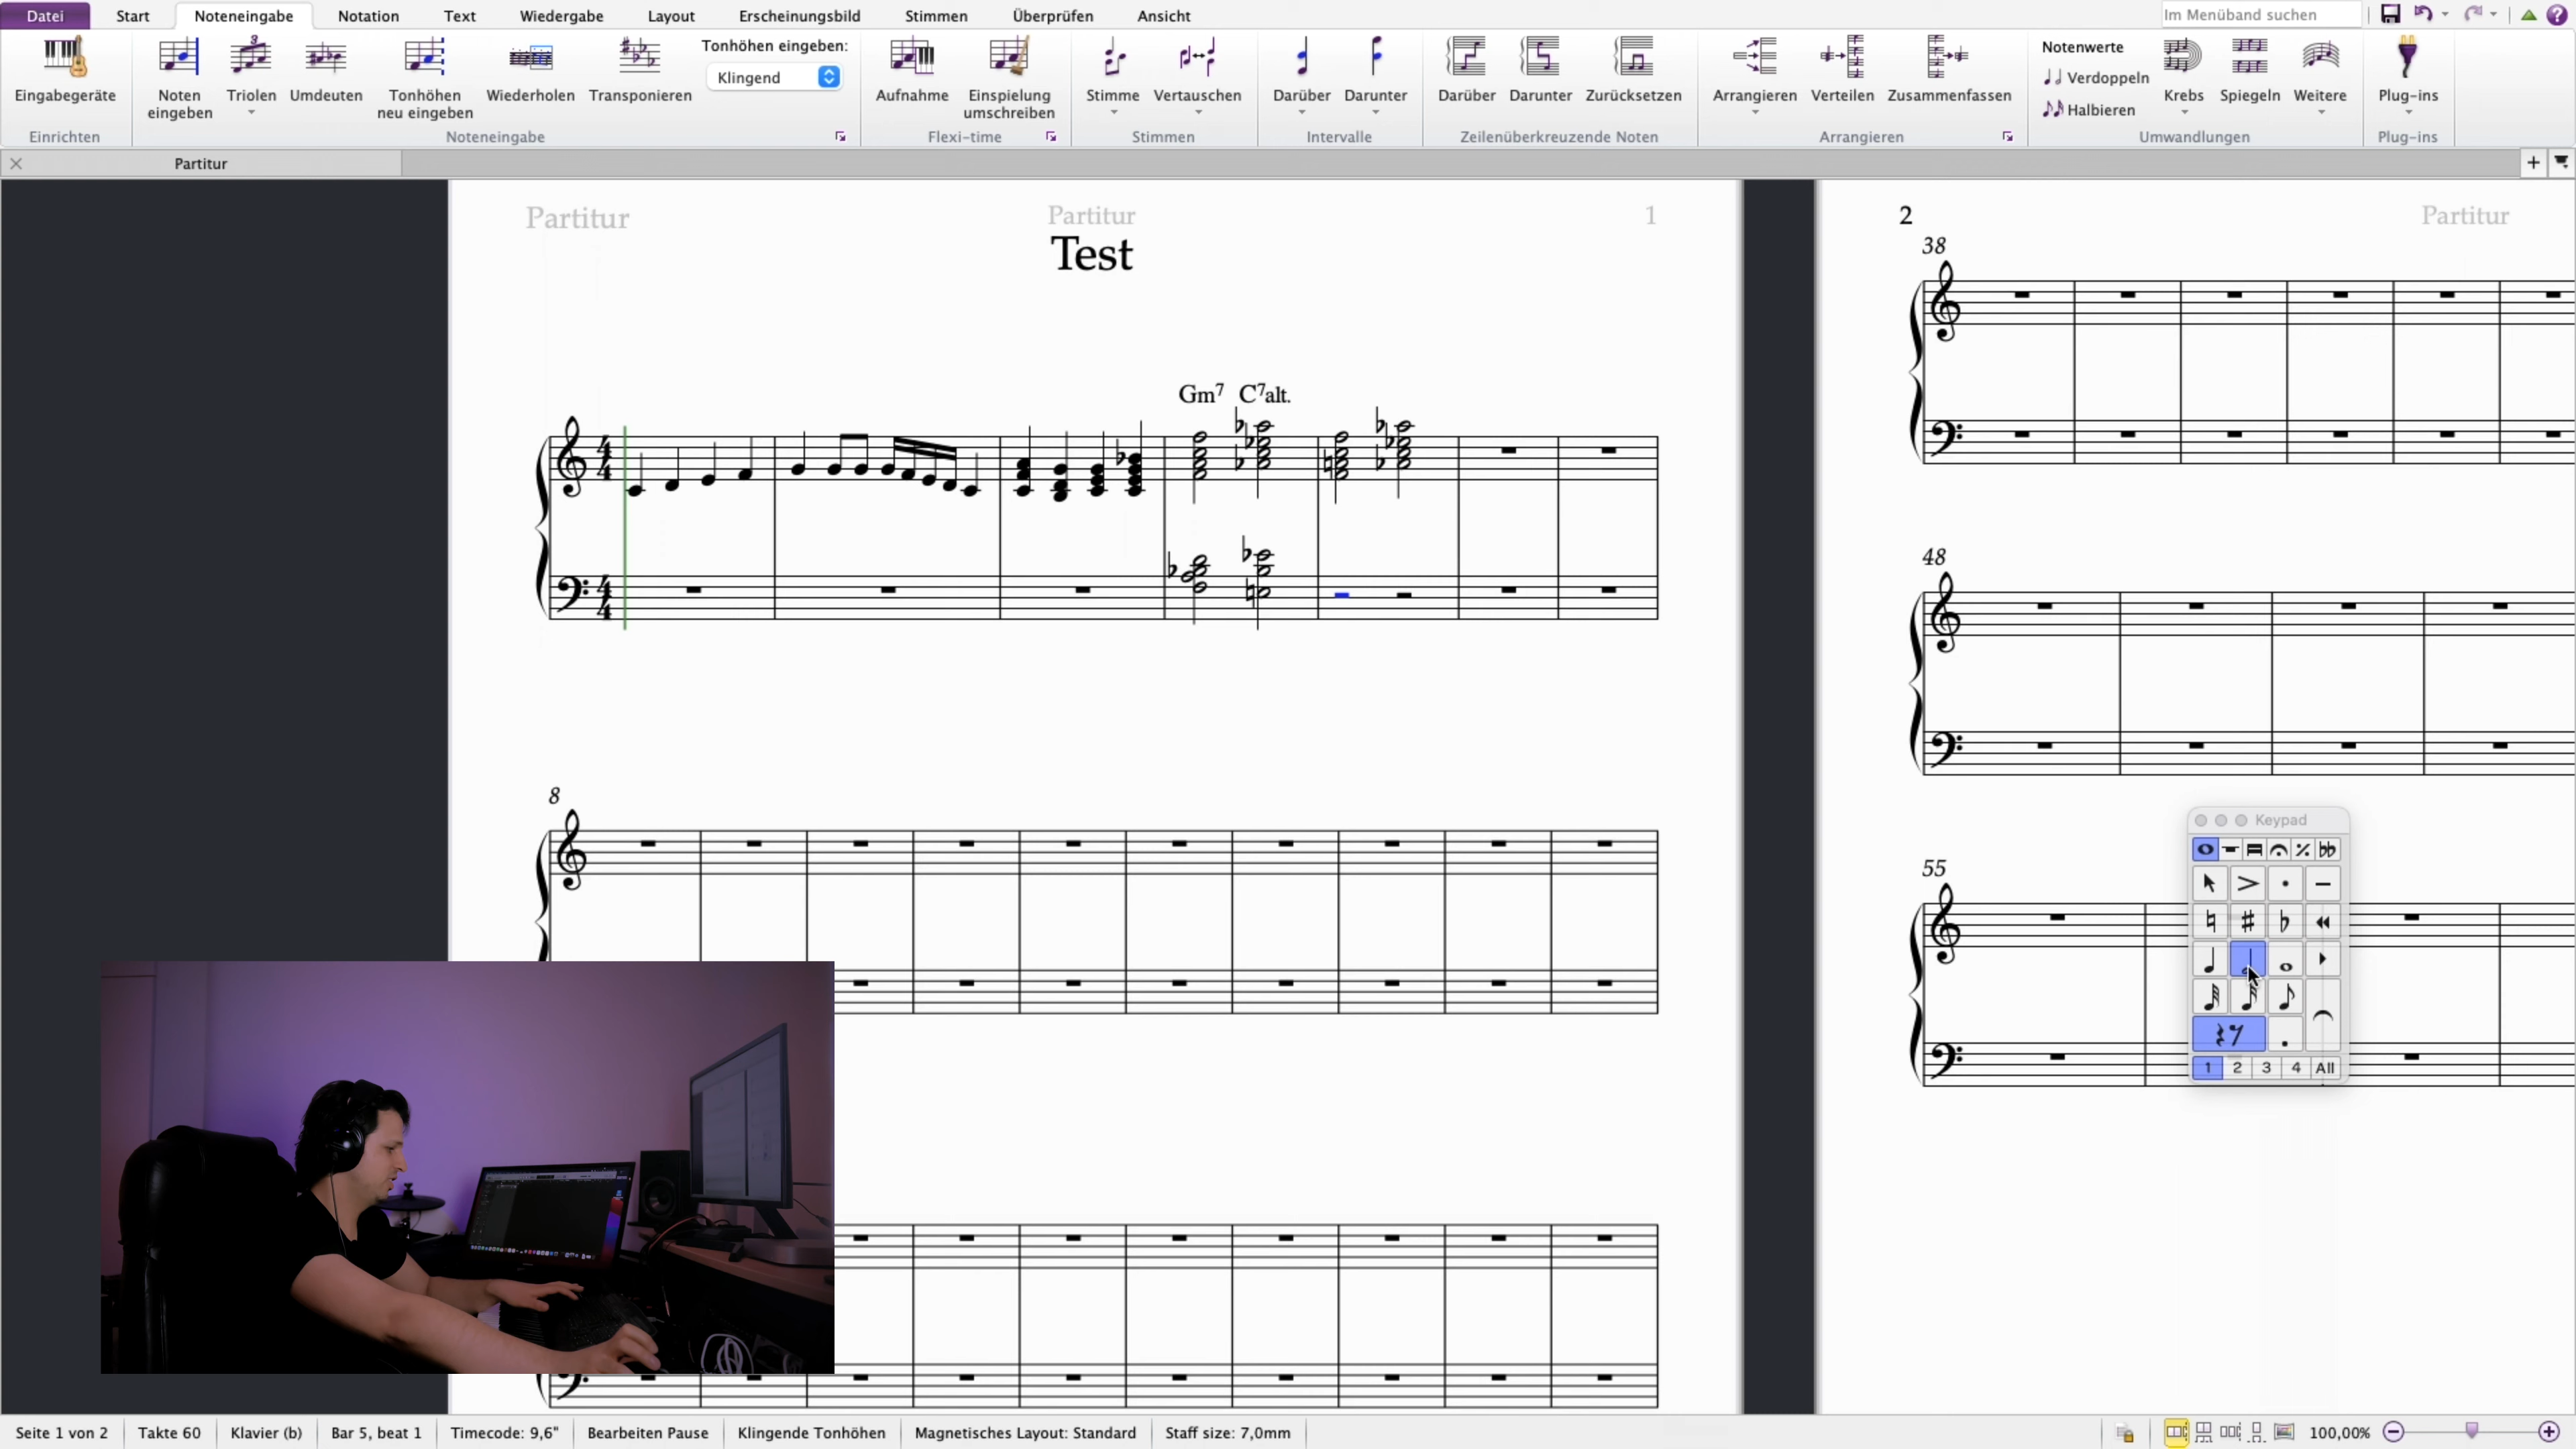 Datei Start Noteneingabe Notation Text Wiedergabe Layout Erscheinungsbild Stimmen Überprüfen Ansicht Im Menüband suchen
Tonhöhen eingeben:
Klingend
Eingabegeräte
Noten eingeben
Triolen
Umdeuten
Tonhöhen neu eingeben
Wiederholen
Transponieren
Aufnahme
Einspielung umschreiben
Stimme
Vertauschen
Darüber
Darunter
Darüber
Darunter
Zurücksetzen
Arrangieren
Verteilen
Zusammenfassen
Notenwerte
Verdoppeln
Halbieren
Krebs
Spiegeln
Weitere
Plug-ins
Einrichten Noteneingabe Flexi-time Stimmen Intervalle Zeilenüberkreuzende Noten Arrangieren Umwandlungen Plug-ins
Partitur
Partitur
Partitur
1
Test
Gm7 C7alt.
8
2
Partitur
38
48
55
Keypad
1 2 3 4 All
Seite 1 von 2 Takte 60 Klavier (b) Bar 5, beat 1 Timecode: 9,6" Bearbeiten Pause Klingende Tonhöhen Magnetisches Layout: Standard Staff size: 7,0mm 100,00%